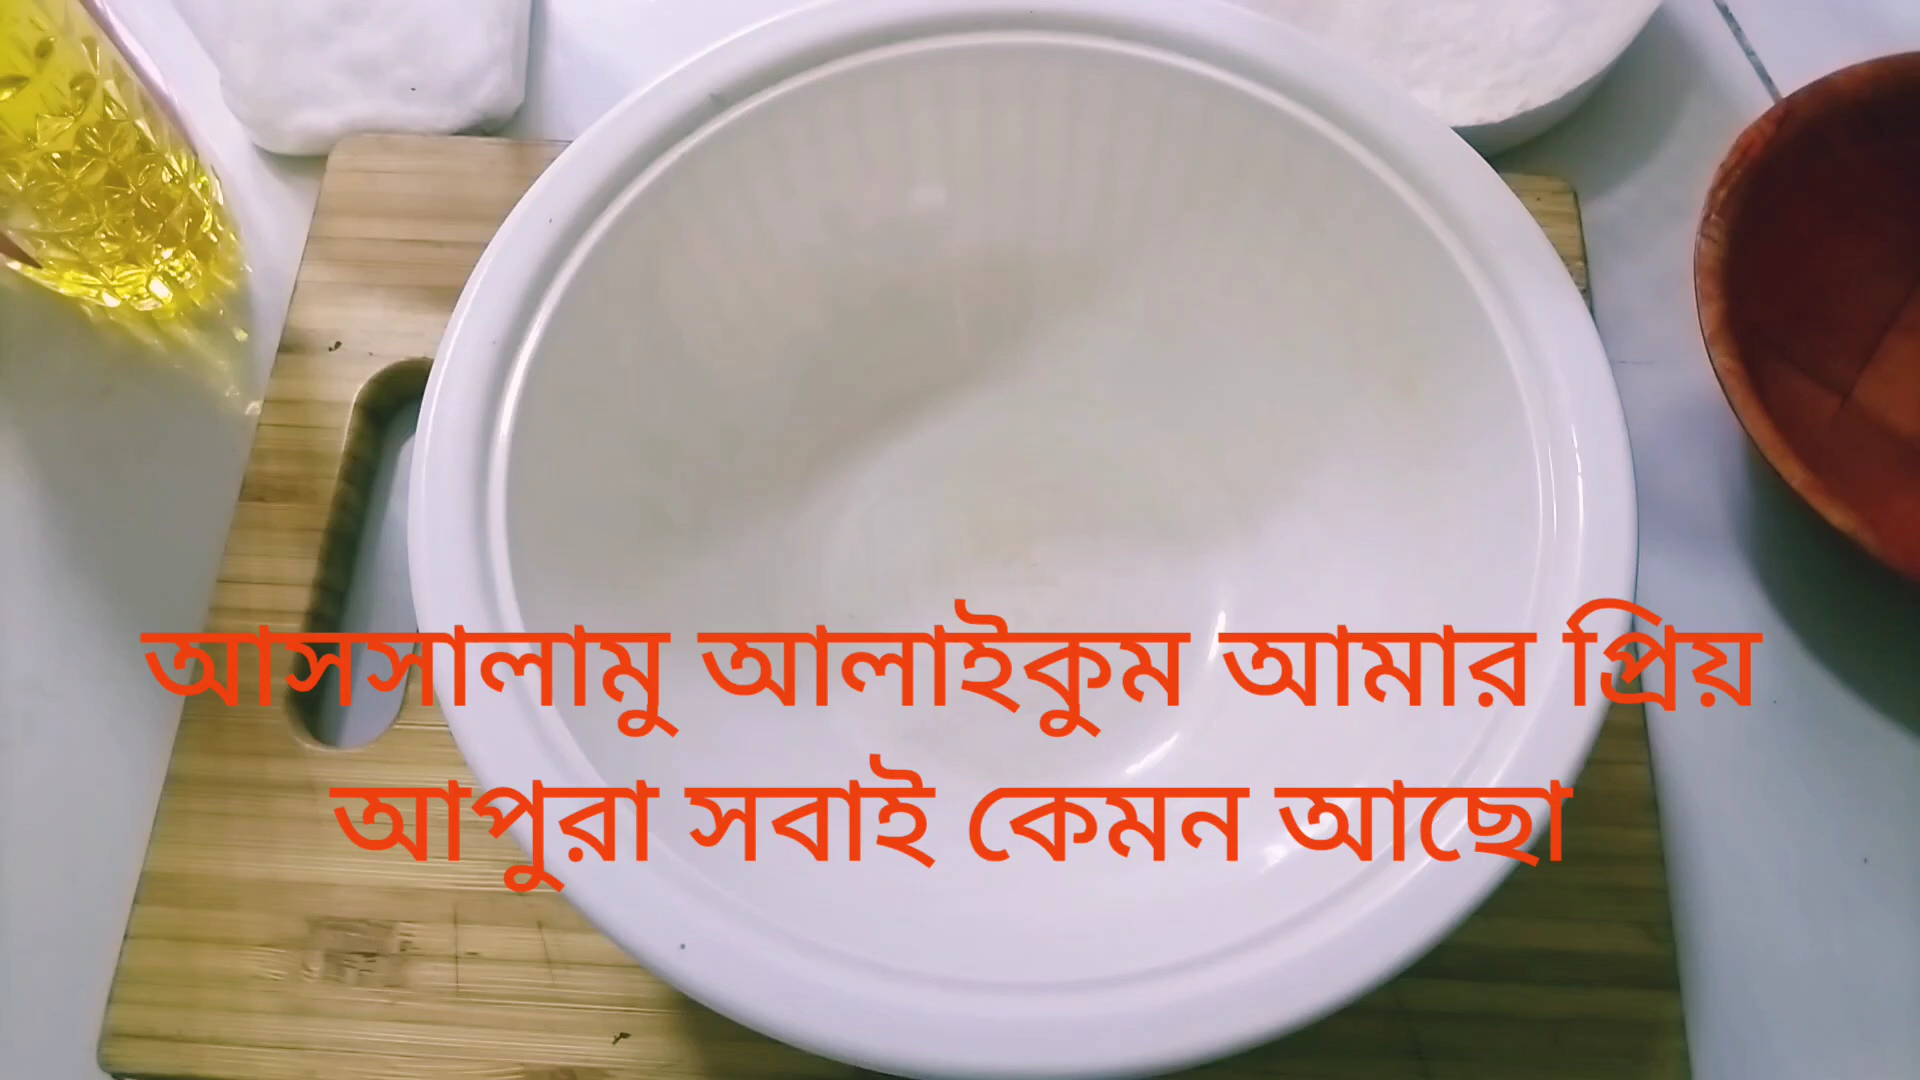 আসসালামু আলাইকুম আমার প্রিয়
আপুরা সবাই কেমন আছো